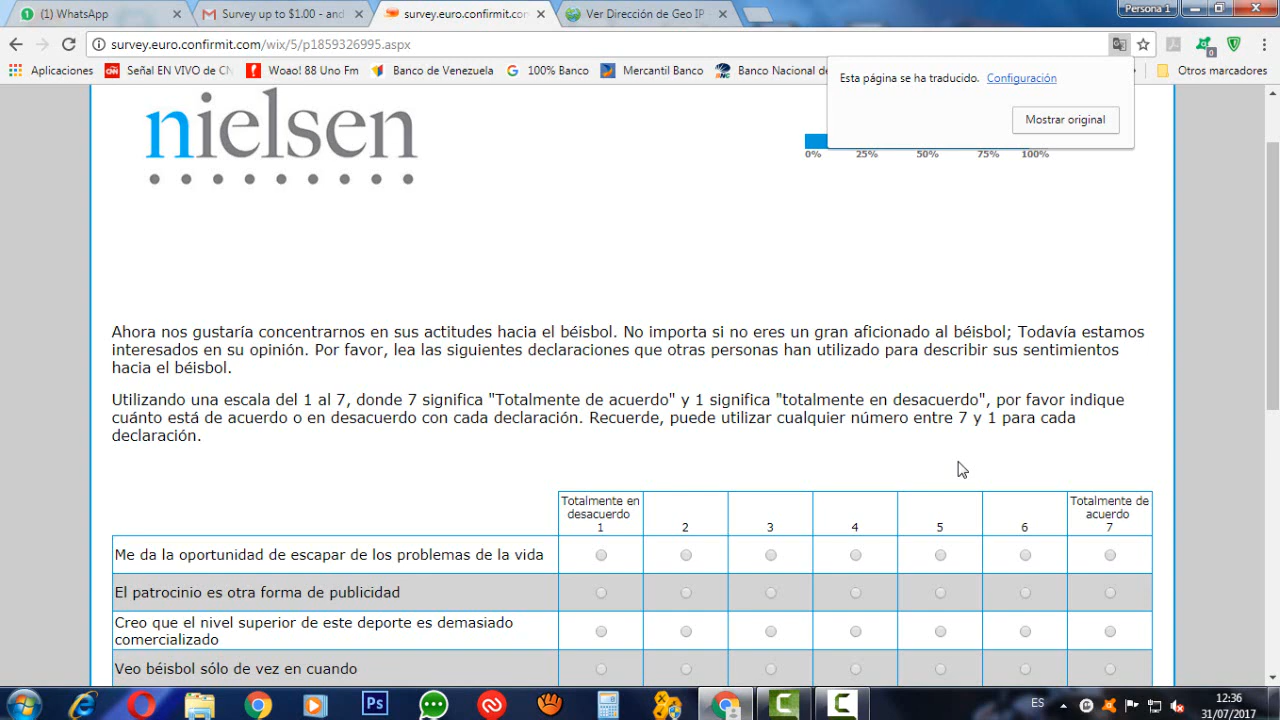 (1) WhatsApp
Survey up to $1.00 - and
survey.euro.confirmit.con
Ver Dirección de Geo IP
Persona 1
survey.euro.confirmit.com/wix/5/p1859326995.aspx
Aplicaciones
Señal EN VIVO de CN
Woao! 88 Uno Fm
Banco de Venezuela
100% Banco
Mercantil Banco
Banco Nacional de
Otros marcadores
Esta página se ha traducido. Configuración
Mostrar original
nielsen
0% 25% 50% 75% 100%
Ahora nos gustaría concentrarnos en sus actitudes hacia el béisbol. No importa si no eres un gran aficionado al béisbol; Todavía estamos
interesados en su opinión. Por favor, lea las siguientes declaraciones que otras personas han utilizado para describir sus sentimientos
hacia el béisbol.
Utilizando una escala del 1 al 7, donde 7 significa "Totalmente de acuerdo" y 1 significa "totalmente en desacuerdo", por favor indique
cuánto está de acuerdo o en desacuerdo con cada declaración. Recuerde, puede utilizar cualquier número entre 7 y 1 para cada
declaración.
Totalmente en
desacuerdo
1 2 3 4 5 6
Totalmente de
acuerdo
7
Me da la oportunidad de escapar de los problemas de la vida
El patrocinio es otra forma de publicidad
Creo que el nivel superior de este deporte es demasiado
comercializado
Veo béisbol sólo de vez en cuando
Ps
ES
12:36
31/07/2017